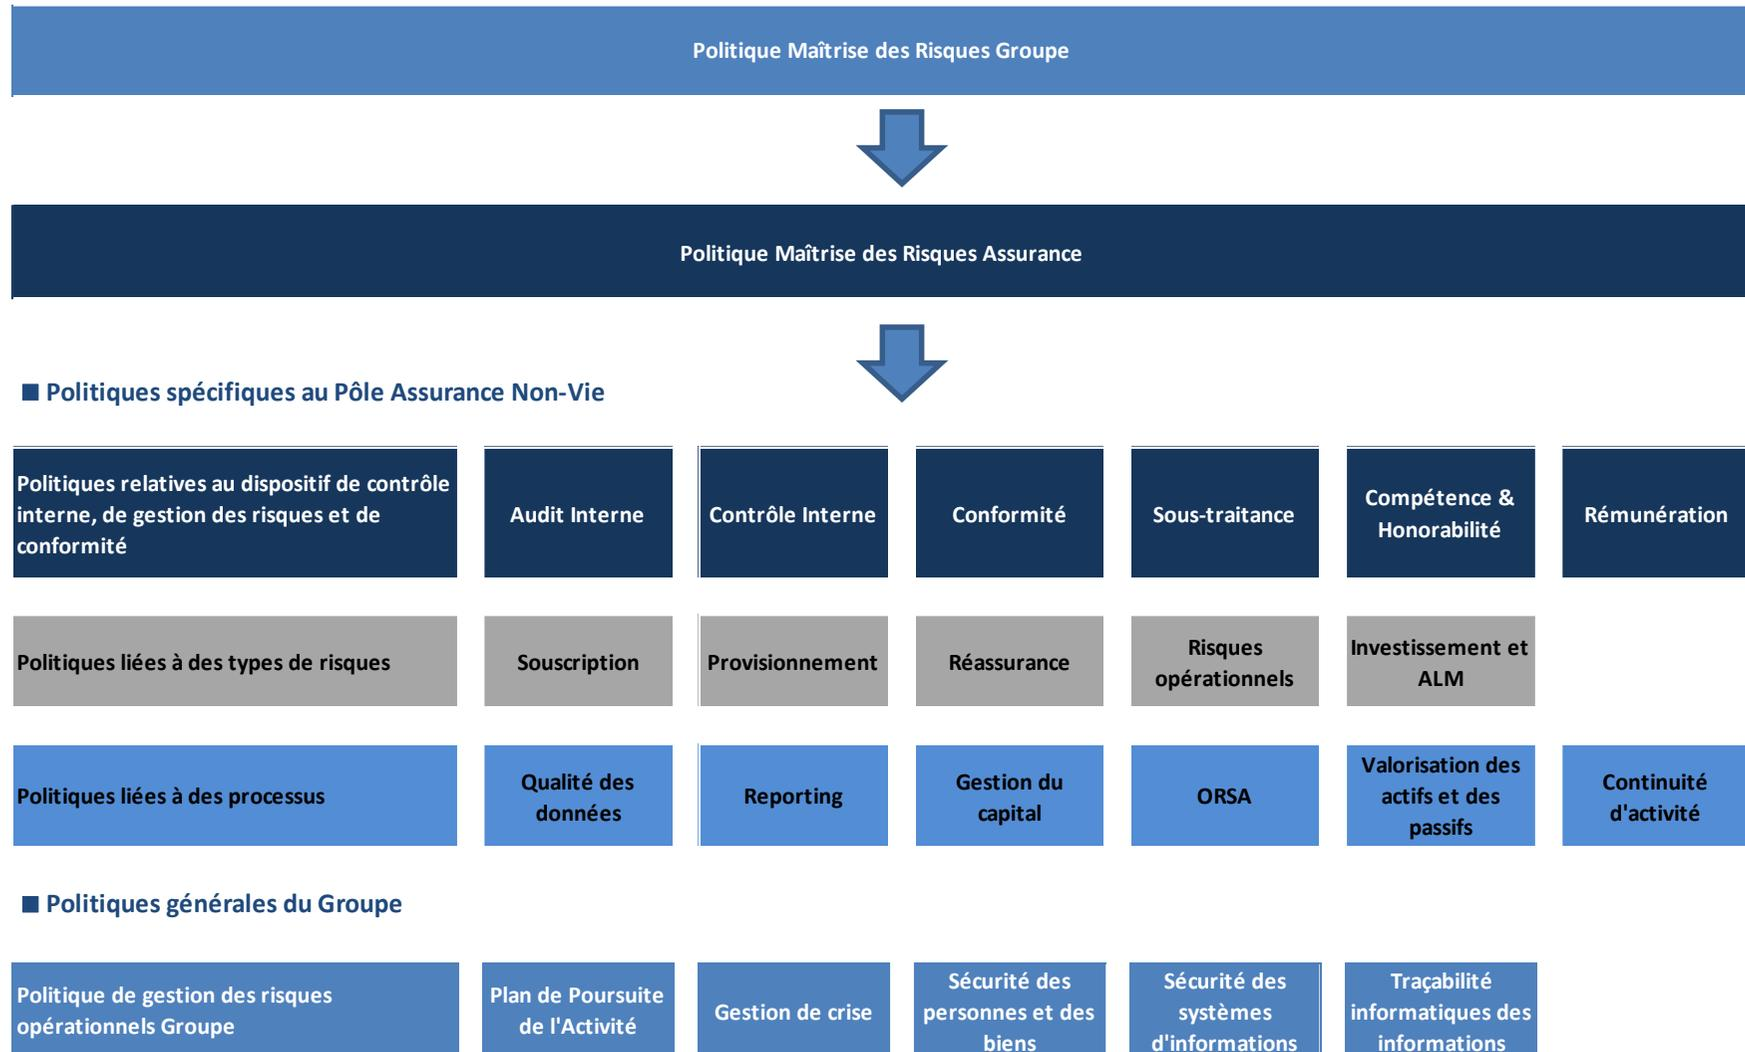 Politique Maîtrise des Risques Groupe
Politique Maîtrise des Risques Assurance
■ Politiques spécifiques au Pôle Assurance Non-Vie
Politiques relatives au dispositif de contrôle
interne, de gestion des risques et de
conformité
Audit Interne
Contrôle Interne
Conformité
Sous-traitance
Compétence &
Honorabilité
Rémunération
Politiques liées à des types de risques
Souscription
Provisionnement
Réassurance
Risques
opérationnels
Investissement et
ALM
Politiques liées à des processus
Qualité des
données
Reporting
Gestion du
capital
ORSA
Valorisation des
actifs et des
passifs
Continuité
d'activité
■ Politiques générales du Groupe
Politique de gestion des risques
opérationnels Groupe
Plan de Poursuite
de l'Activité
Gestion de crise
Sécurité des
personnes et des
biens
Sécurité des
systèmes
d'informations
Traçabilité
informatiques des
informations